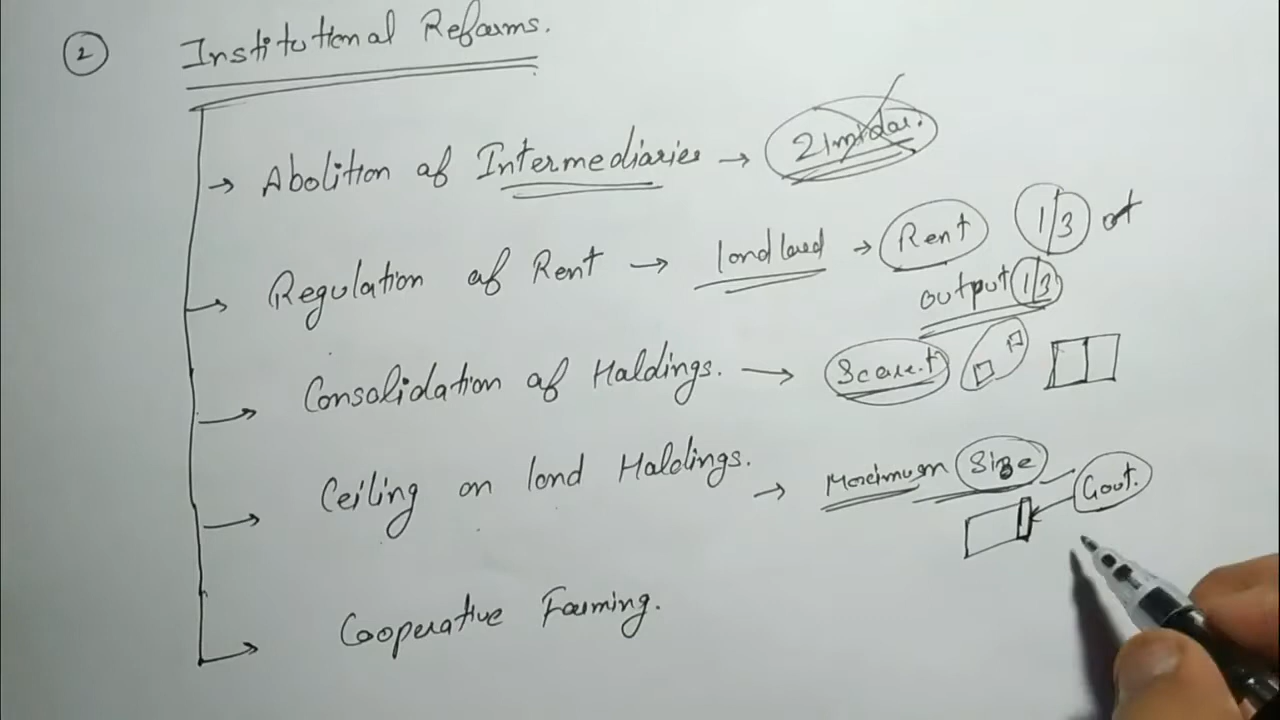 2 Institutional Reforms.
→ Abolition of Intermediaries → Zimidar.
→ Regulation of Rent → landlord → Rent 1/3 of
output 1/3
→ Consolidation of Holdings. →
→ Ceiling on land Holdings. → Maximum Size Govt.
→ Cooperative Farming.